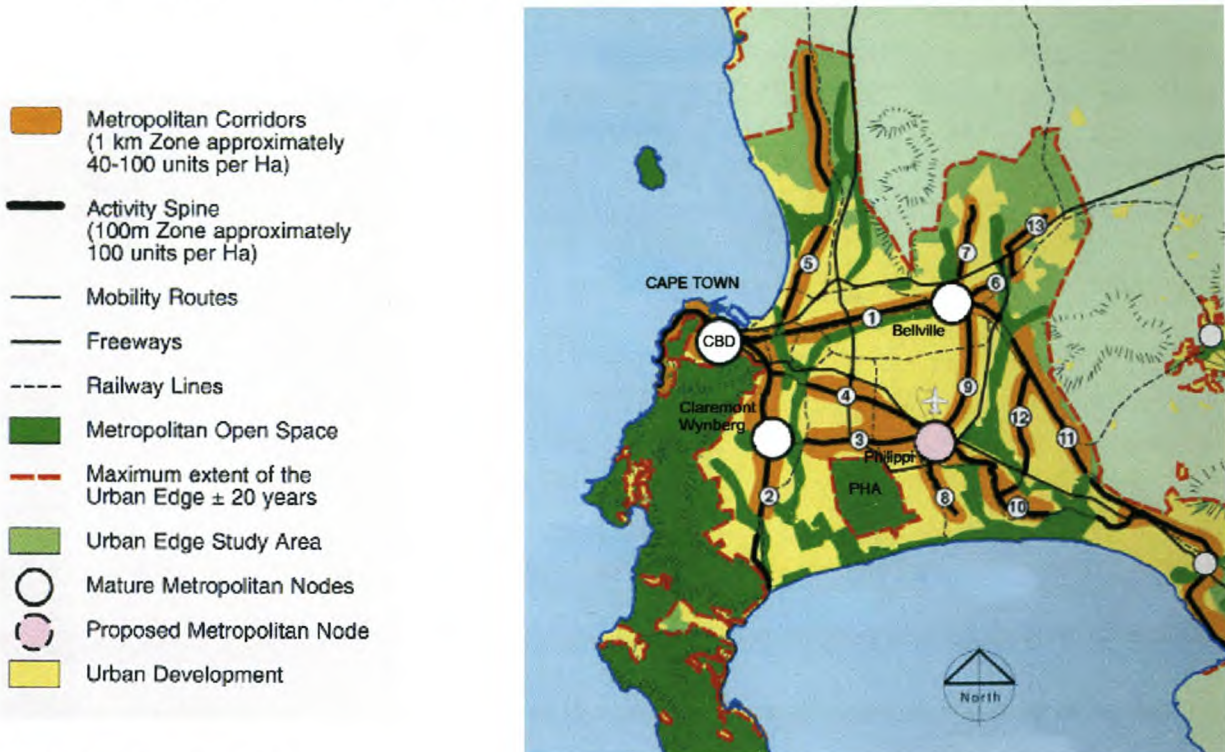 Metropolitan Corridors
(1 km Zone approximately
40-100 units per Ha)
Activity Spine
(100m Zone approximately
100 units per Ha)
Mobility Routes
Freeways
Railway Lines
Metropolitan Open Space
Maximum extent of the
Urban Edge ± 20 years
Urban Edge Study Area
Mature Metropolitan Nodes
Proposed Metropolitan Node
Urban Development
13
7
5
6
CAPE TOWN
1
Bellville
CBD
9
4
12
Claremont
Wynberg
3
11
Philippi
PHA
2
8
10
North